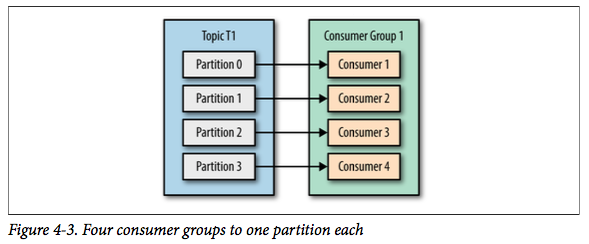 Topic T1
Partition 0
Partition 1
Partition 2
Partition 3
Consumer Group 1
Consumer 1
Consumer 2
Consumer 3
Consumer 4
Figure 4-3. Four consumer groups to one partition each